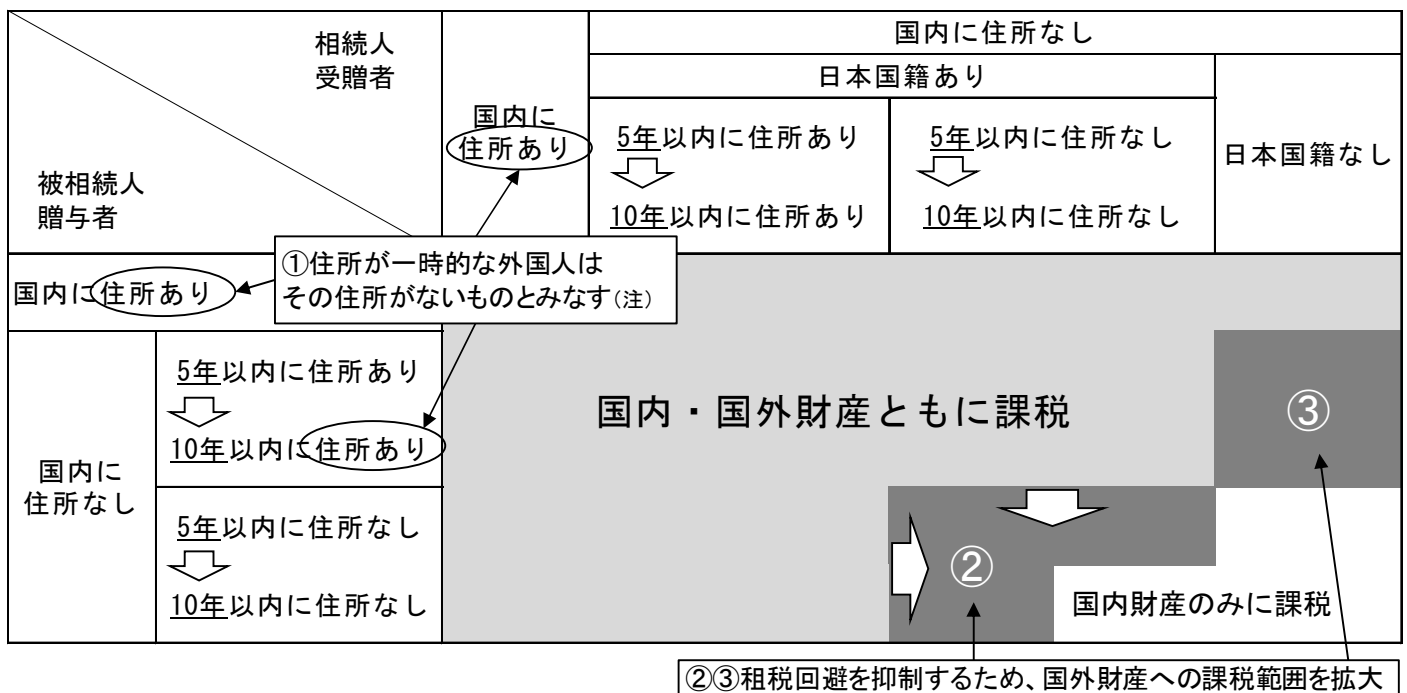 相続人
受贈者
被相続人
贈与者
国内に
住所あり
国内に住所なし
日本国籍あり
5年以内に住所あり
10年以内に住所あり
5年以内に住所なし
10年以内に住所なし
日本国籍なし
①住所が一時的な外国人は
その住所がないものとみなす(注)
国内に住所あり
国内に
住所なし
5年以内に住所あり
10年以内に住所あり
5年以内に住所なし
10年以内に住所なし
国内・国外財産ともに課税
③
②
国内財産のみに課税
②③租税回避を抑制するため、国外財産への課税範囲を拡大